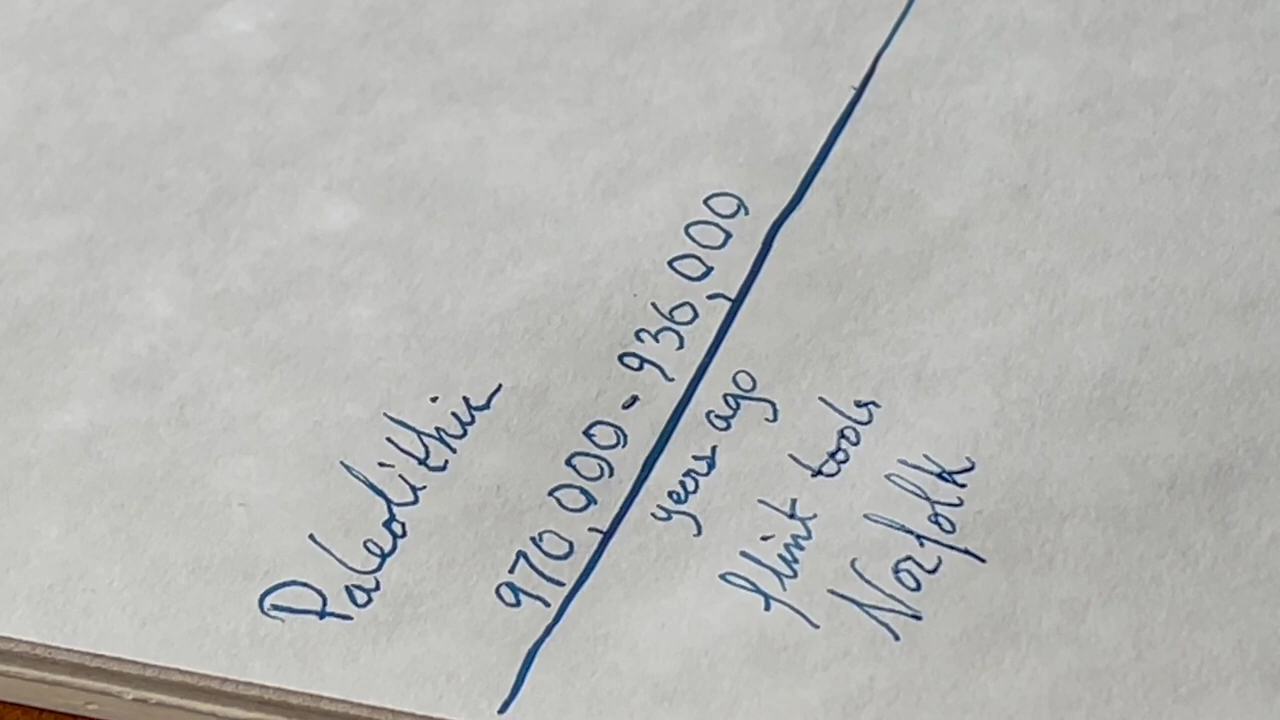 Paleolithic
970,000-936,000
years ago
flint tools
Norfolk